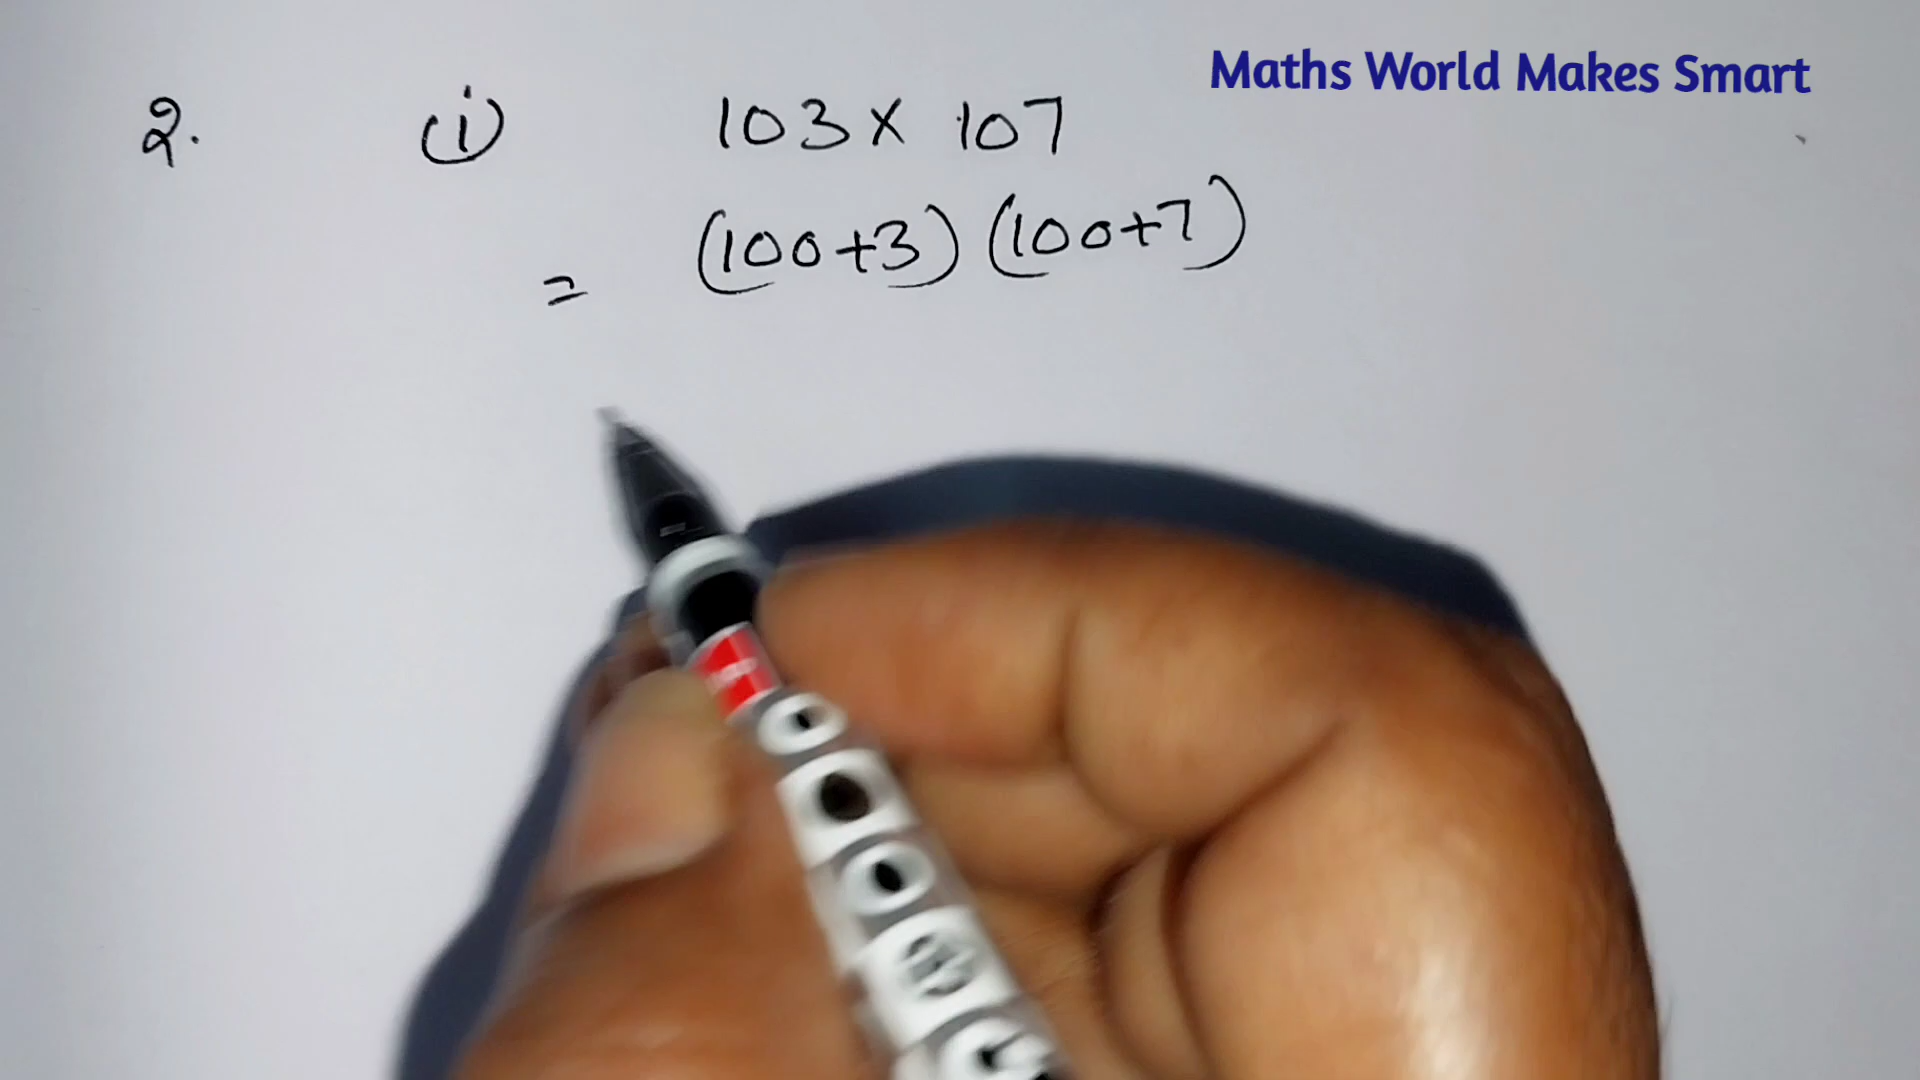 Maths World Makes Smart
2. (i) 103 × 107
= (100+3) (100+7)